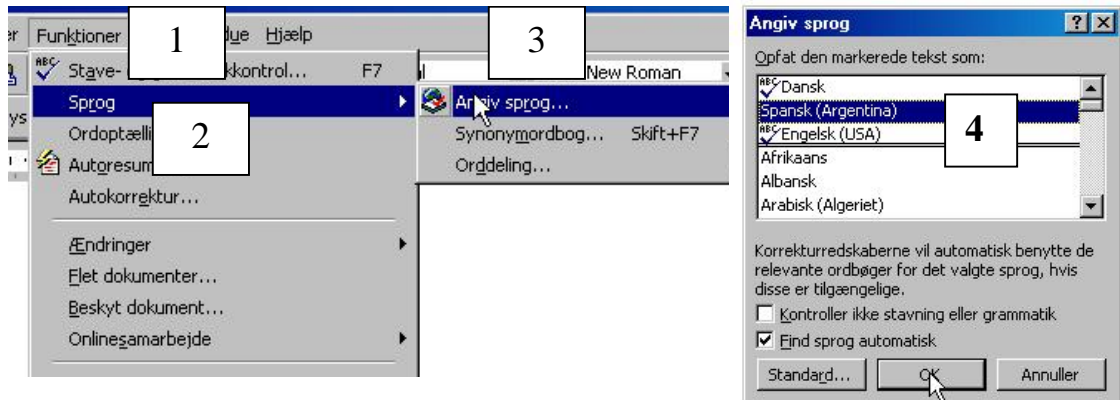 Funktioner 1 due Hjælp
Stave- kkontrol... F7
Sprog
2
Ordoptælli
Autoresum
Autokorrektur...
Ændringer
Flet dokumenter...
Beskyt dokument...
Onlinesamarbejde
3
New Roman
Angiv sprog...
Synonymordbog... Skift+F7
Orddeling...
Angiv sprog
Opfat den markerede tekst som:
ABC Dansk
Spansk (Argentina)
ABC Engelsk (USA)
4
Afrikaans
Albansk
Arabisk (Algeriet)
Korrekturredskaberne vil automatisk benytte de
relevante ordbøger for det valgte sprog, hvis
disse er tilgængelige.
Kontroller ikke stavning eller grammatik
Find sprog automatisk
Standard... OK Annuller